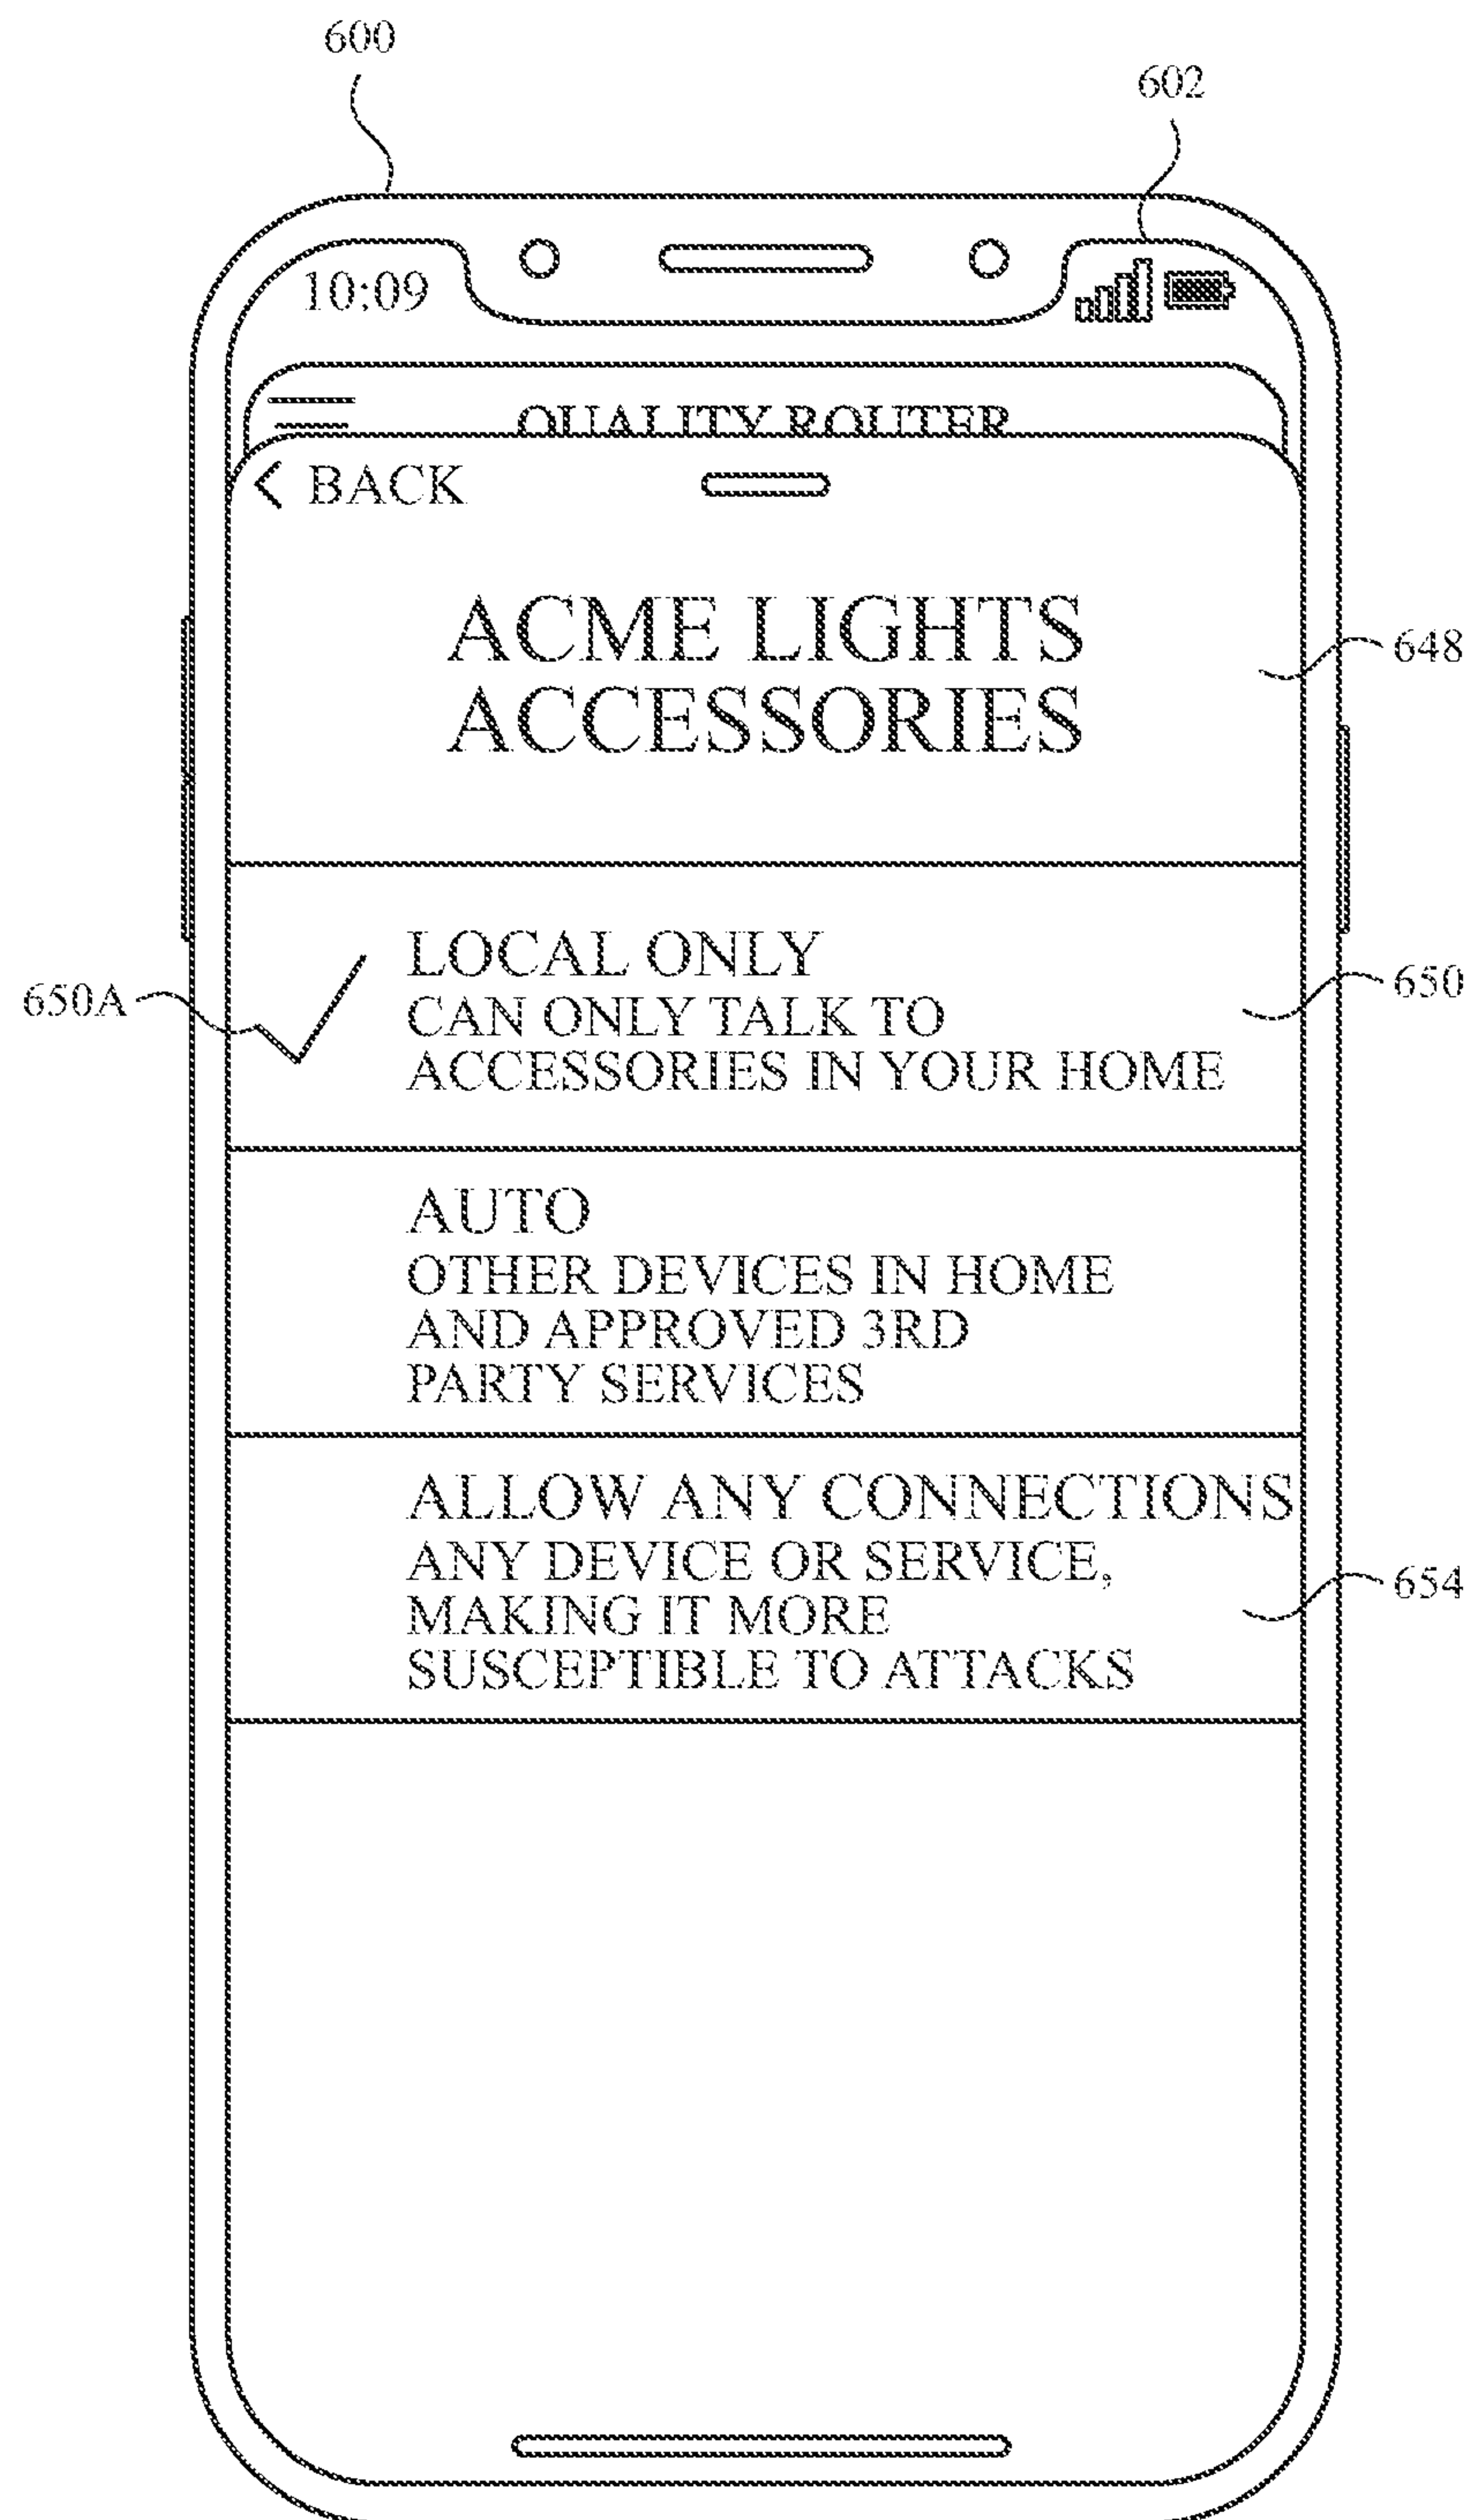 600
602
10:09
QUALITY ROUTER
BACK
ACME LIGHTS
ACCESSORIES
648
LOCAL ONLY
CAN ONLY TALK TO
ACCESSORIES IN YOUR HOME
650A
650
AUTO
OTHER DEVICES IN HOME
AND APPROVED 3RD
PARTY SERVICES
ALLOW ANY CONNECTIONS
ANY DEVICE OR SERVICE,
MAKING IT MORE
SUSCEPTIBLE TO ATTACKS
654